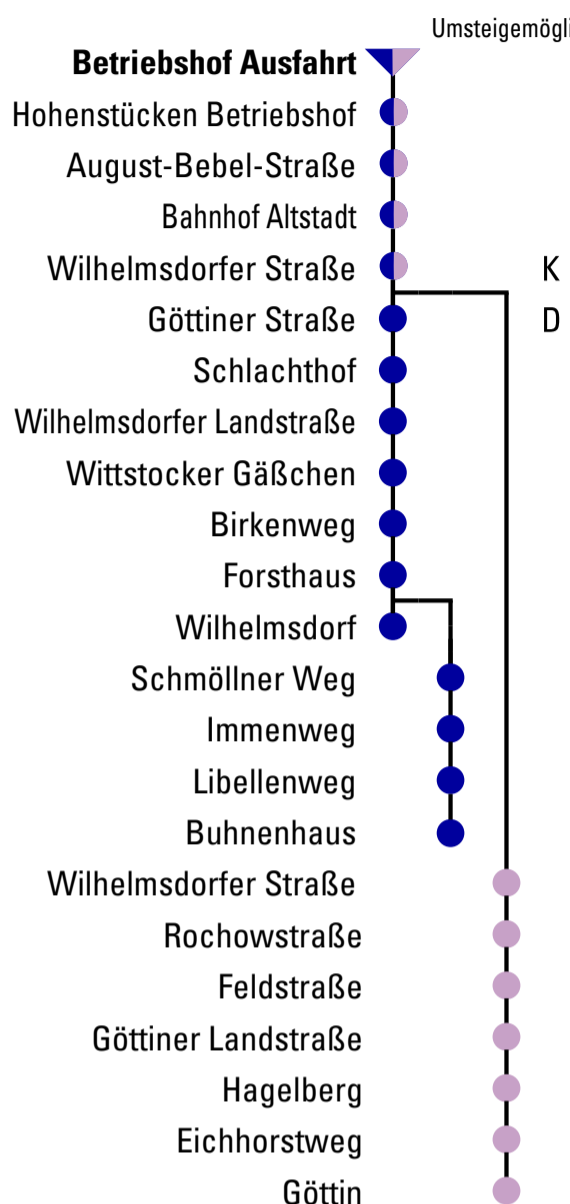 Umsteigemögli
Betriebshof Ausfahrt
Hohenstücken Betriebshof
August-Bebel-Straße
Bahnhof Altstadt
Wilhelmsdorfer Straße K
Göttiner Straße D
Schlachthof
Wilhelmsdorfer Landstraße
Wittstocker Gäßchen
Birkenweg
Forsthaus
Wilhelmsdorf
Schmöllner Weg
Immenweg
Libellenweg
Buhnenhaus
Wilhelmsdorfer Straße
Rochowstraße
Feldstraße
Göttiner Landstraße
Hagelberg
Eichhorstweg
Göttin